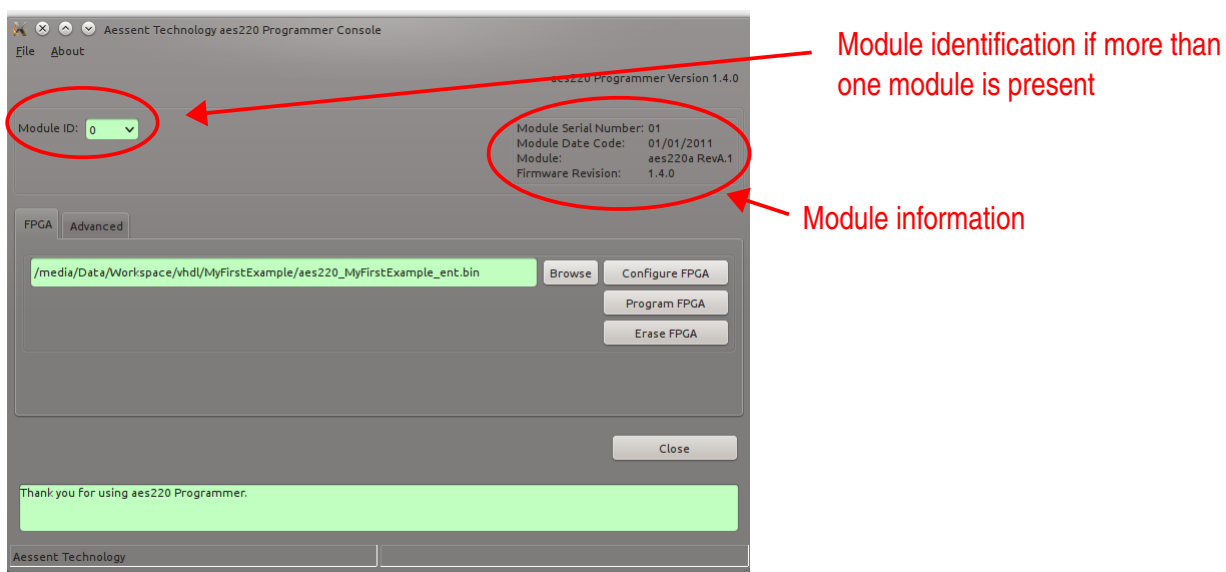 Aessent Technology aes220 Programmer Console
File About
aes220 Programmer Version 1.4.0
Module identification if more than
one module is present
Module ID: 0
Module Serial Number: 01
Module Date Code: 01/01/2011
Module: aes220a RevA.1
Firmware Revision: 1.4.0
Module information
FPGA Advanced
/media/Data/Workspace/vhdl/MyFirstExample/aes220_MyFirstExample_ent.bin Browse Configure FPGA
Program FPGA
Erase FPGA
Close
Thank you for using aes220 Programmer.
Aessent Technology